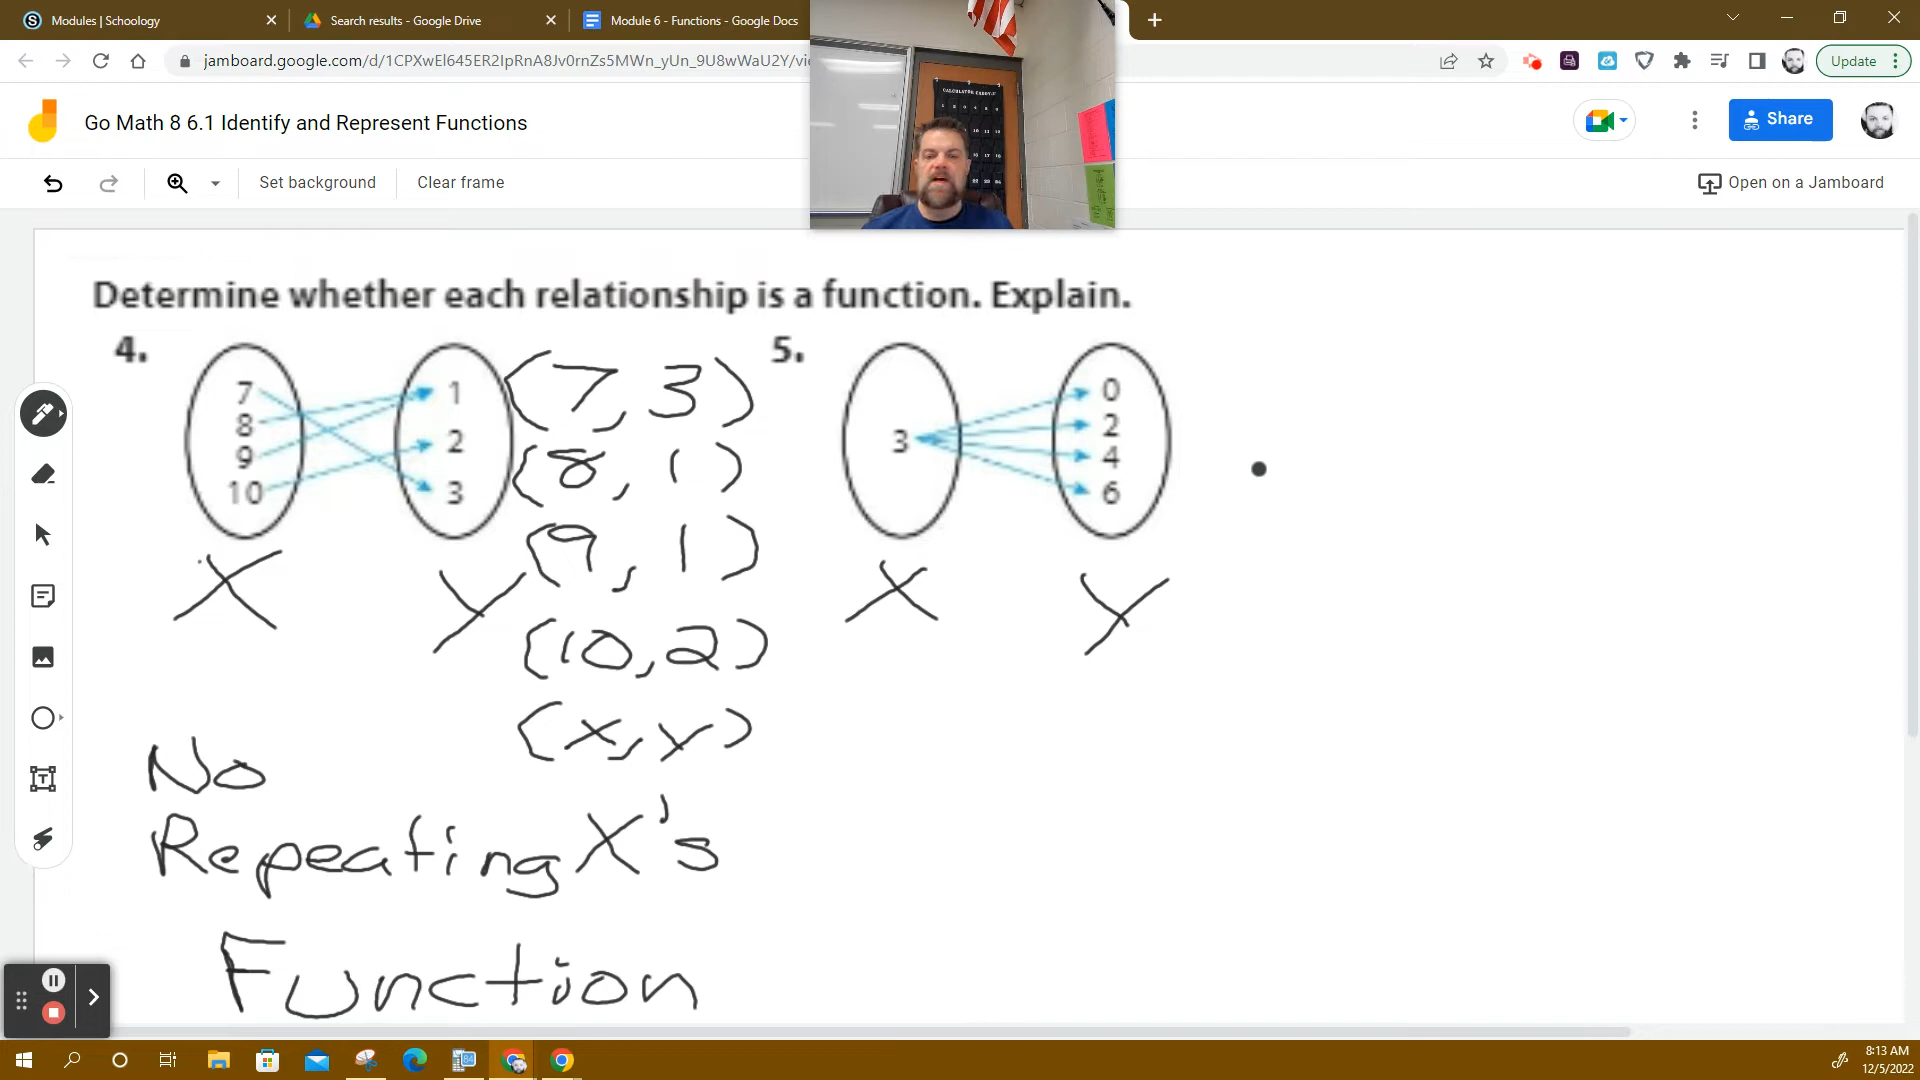 Modules | Schoology
Search results - Google Drive
Module 6 - Functions - Google Docs
jamboard.google.com/d/1CPXwEl645ER2IpRnA8Jv0rnZs5MWn_yUn_9U8wWaU2Y/vi
Update
Go Math 8 6.1 Identify and Represent Functions
Share
Set background
Clear frame
Open on a Jamboard
CALCULATOR CADDY
Determine whether each relationship is a function. Explain.
4.
7
8
9
10
1
2
3
(7, 3)
(8, 1)
(9, 1)
(10, 2)
(x, y)
X
Y
No
Repeating X's
Function
5.
3
0
2
4
6
X
Y
8:13 AM
12/5/2022